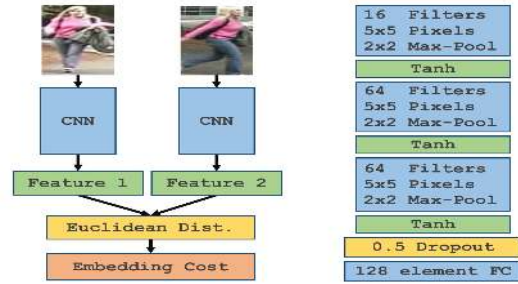 CNN CNN
Feature 1 Feature 2
Euclidean Dist.
Embedding Cost
16 Filters
5x5 Pixels
2x2 Max-Pool
Tanh
64 Filters
5x5 Pixels
2x2 Max-Pool
Tanh
64 Filters
5x5 Pixels
2x2 Max-Pool
Tanh
0.5 Dropout
128 element FC